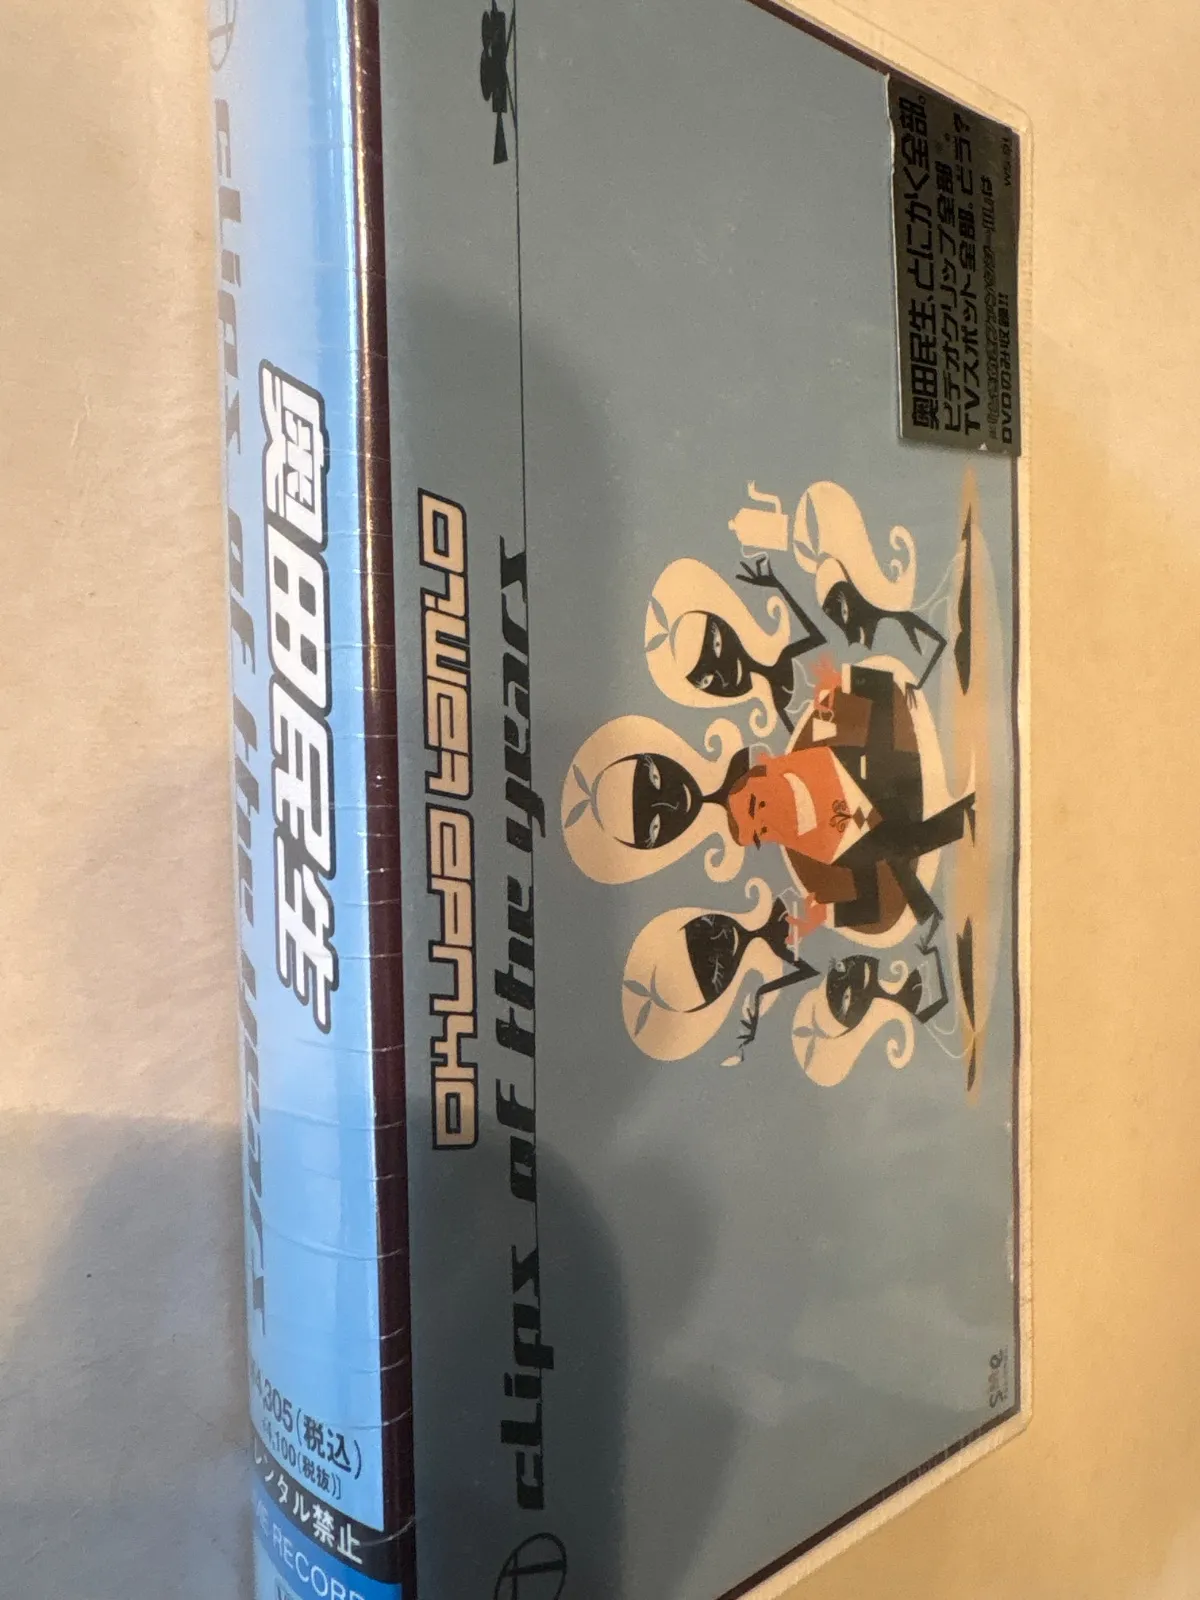 clips of the years
奥田民生
¥4,305(税込)
4,100(税抜)
レンタル禁止
RECORD
OKUDA TAMIO
clips of the years
奥田民生、とにかく全部。
ビデオクリップ全部、
TVスポット全部、どうぞ
DVDのみ収録!!